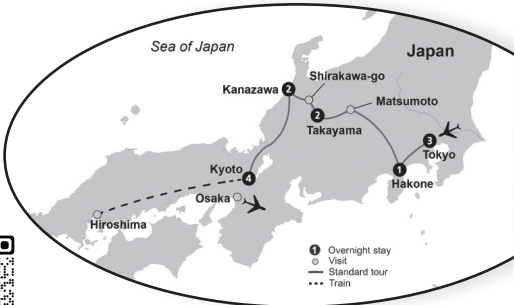 Sea of Japan
Japan
Shirakawa-go
Kanazawa 2
Matsumoto
2
Takayama
3
Tokyo
Kyoto
4
1
Hakone
Osaka
Hiroshima
1 Overnight stay
Visit
Standard tour
Train